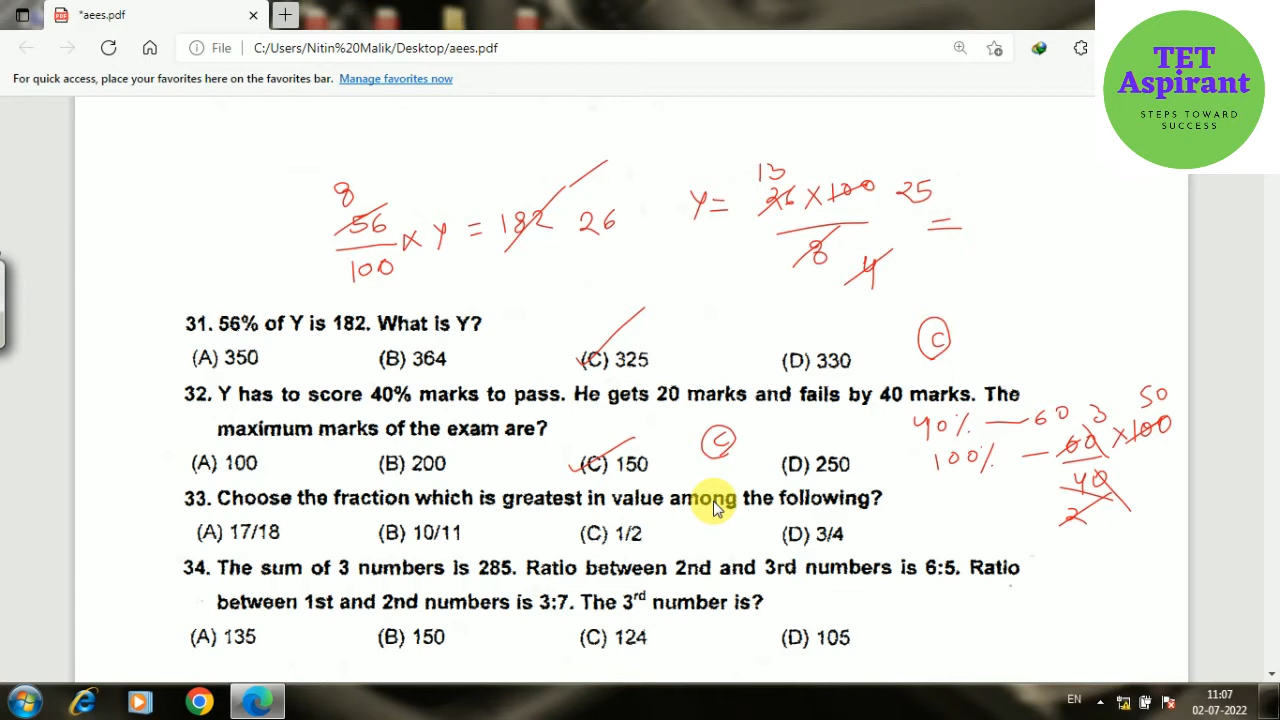 *aees.pdf
File C:/Users/Nitin%20Malik/Desktop/aees.pdf
For quick access, place your favorites here on the favorites bar. Manage favorites now
TET
Aspirant
STEPS TOWARD
SUCCESS
8
56
100
× Y = 182 26
Y =
13
26 × 100 25
8 4
31. 56% of Y is 182. What is Y?
(A) 350 (B) 364 (C) 325 (D) 330
C
32. Y has to score 40% marks to pass. He gets 20 marks and fails by 40 marks. The
maximum marks of the exam are?
(A) 100 (B) 200 (C) 150 (D) 250
C
40% — 60 3 50
100% — 60 × 100
40
2
33. Choose the fraction which is greatest in value among the following?
(A) 17/18 (B) 10/11 (C) 1/2 (D) 3/4
34. The sum of 3 numbers is 285. Ratio between 2nd and 3rd numbers is 6:5. Ratio
between 1st and 2nd numbers is 3:7. The 3rd number is?
(A) 135 (B) 150 (C) 124 (D) 105
EN
11:07
02-07-2022